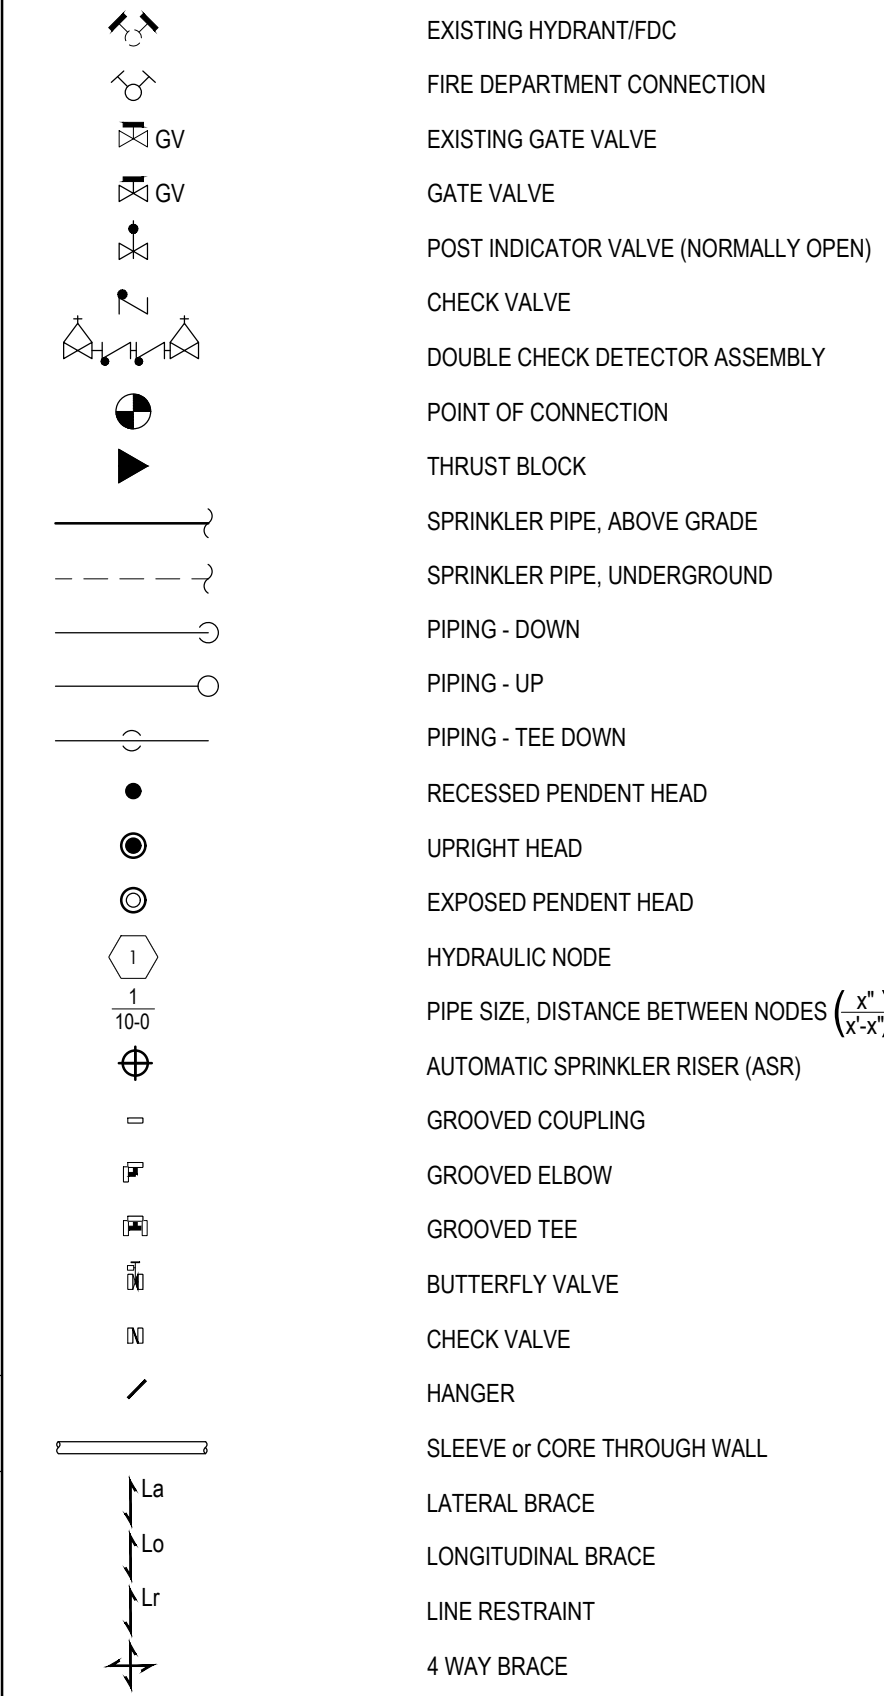 EXISTING HYDRANT/FDC
FIRE DEPARTMENT CONNECTION
GV EXISTING GATE VALVE
GV GATE VALVE
POST INDICATOR VALVE (NORMALLY OPEN)
CHECK VALVE
DOUBLE CHECK DETECTOR ASSEMBLY
POINT OF CONNECTION
THRUST BLOCK
SPRINKLER PIPE, ABOVE GRADE
SPRINKLER PIPE, UNDERGROUND
PIPING - DOWN
PIPING - UP
PIPING - TEE DOWN
RECESSED PENDENT HEAD
UPRIGHT HEAD
EXPOSED PENDENT HEAD
1 HYDRAULIC NODE
1
10-0
PIPE SIZE, DISTANCE BETWEEN NODES (x"
x'-x")
AUTOMATIC SPRINKLER RISER (ASR)
GROOVED COUPLING
GROOVED ELBOW
GROOVED TEE
BUTTERFLY VALVE
CHECK VALVE
HANGER
SLEEVE or CORE THROUGH WALL
La LATERAL BRACE
Lo LONGITUDINAL BRACE
Lr LINE RESTRAINT
4 WAY BRACE